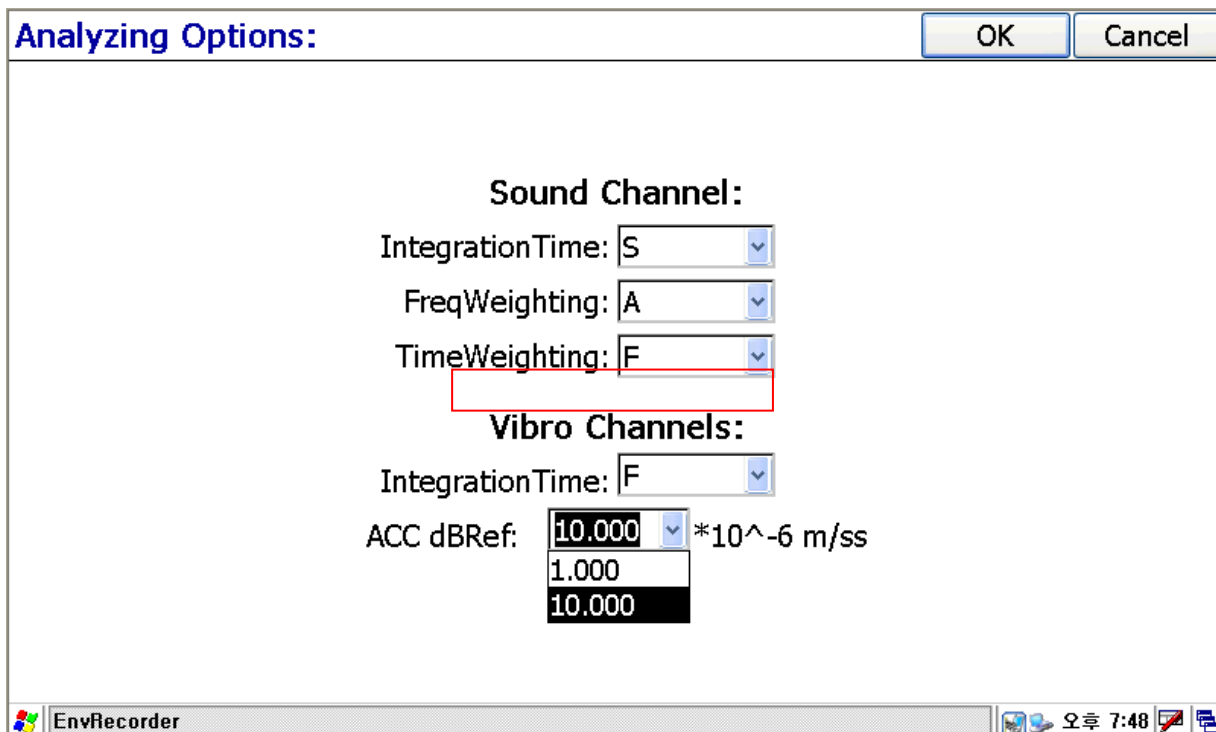 Analyzing Options:
OK
Cancel
Sound Channel:
IntegrationTime: S
FreqWeighting: A
TimeWeighting: F
Vibro Channels:
IntegrationTime: F
ACC dBRef: 10.000 *10^-6 m/ss
1.000
10.000
EnvRecorder
오후 7:48